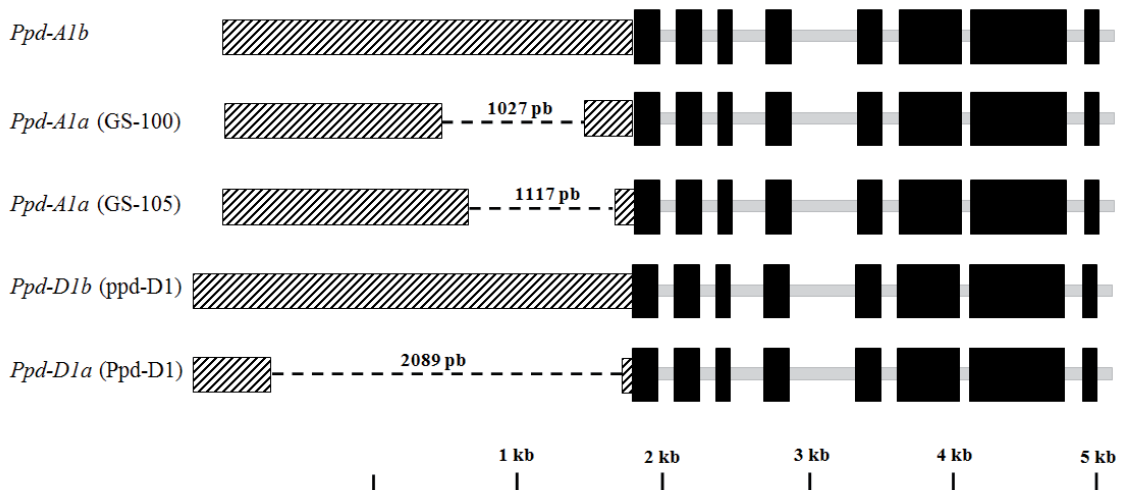 Ppd-A1b
Ppd-A1a (GS-100)
1027 pb
Ppd-A1a (GS-105)
1117 pb
Ppd-D1b (ppd-D1)
Ppd-D1a (Ppd-D1)
2089 pb
1 kb 2 kb 3 kb 4 kb 5 kb